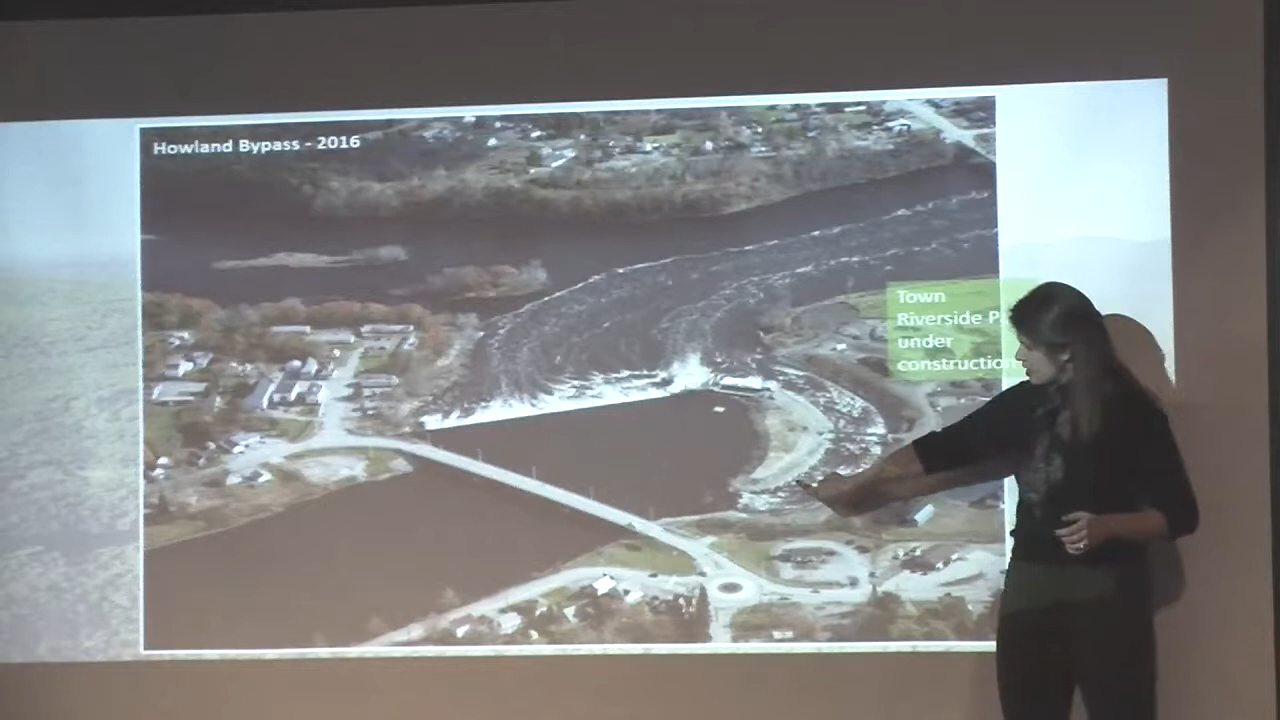 Howland Bypass - 2016
Town
Riverside
under
construction